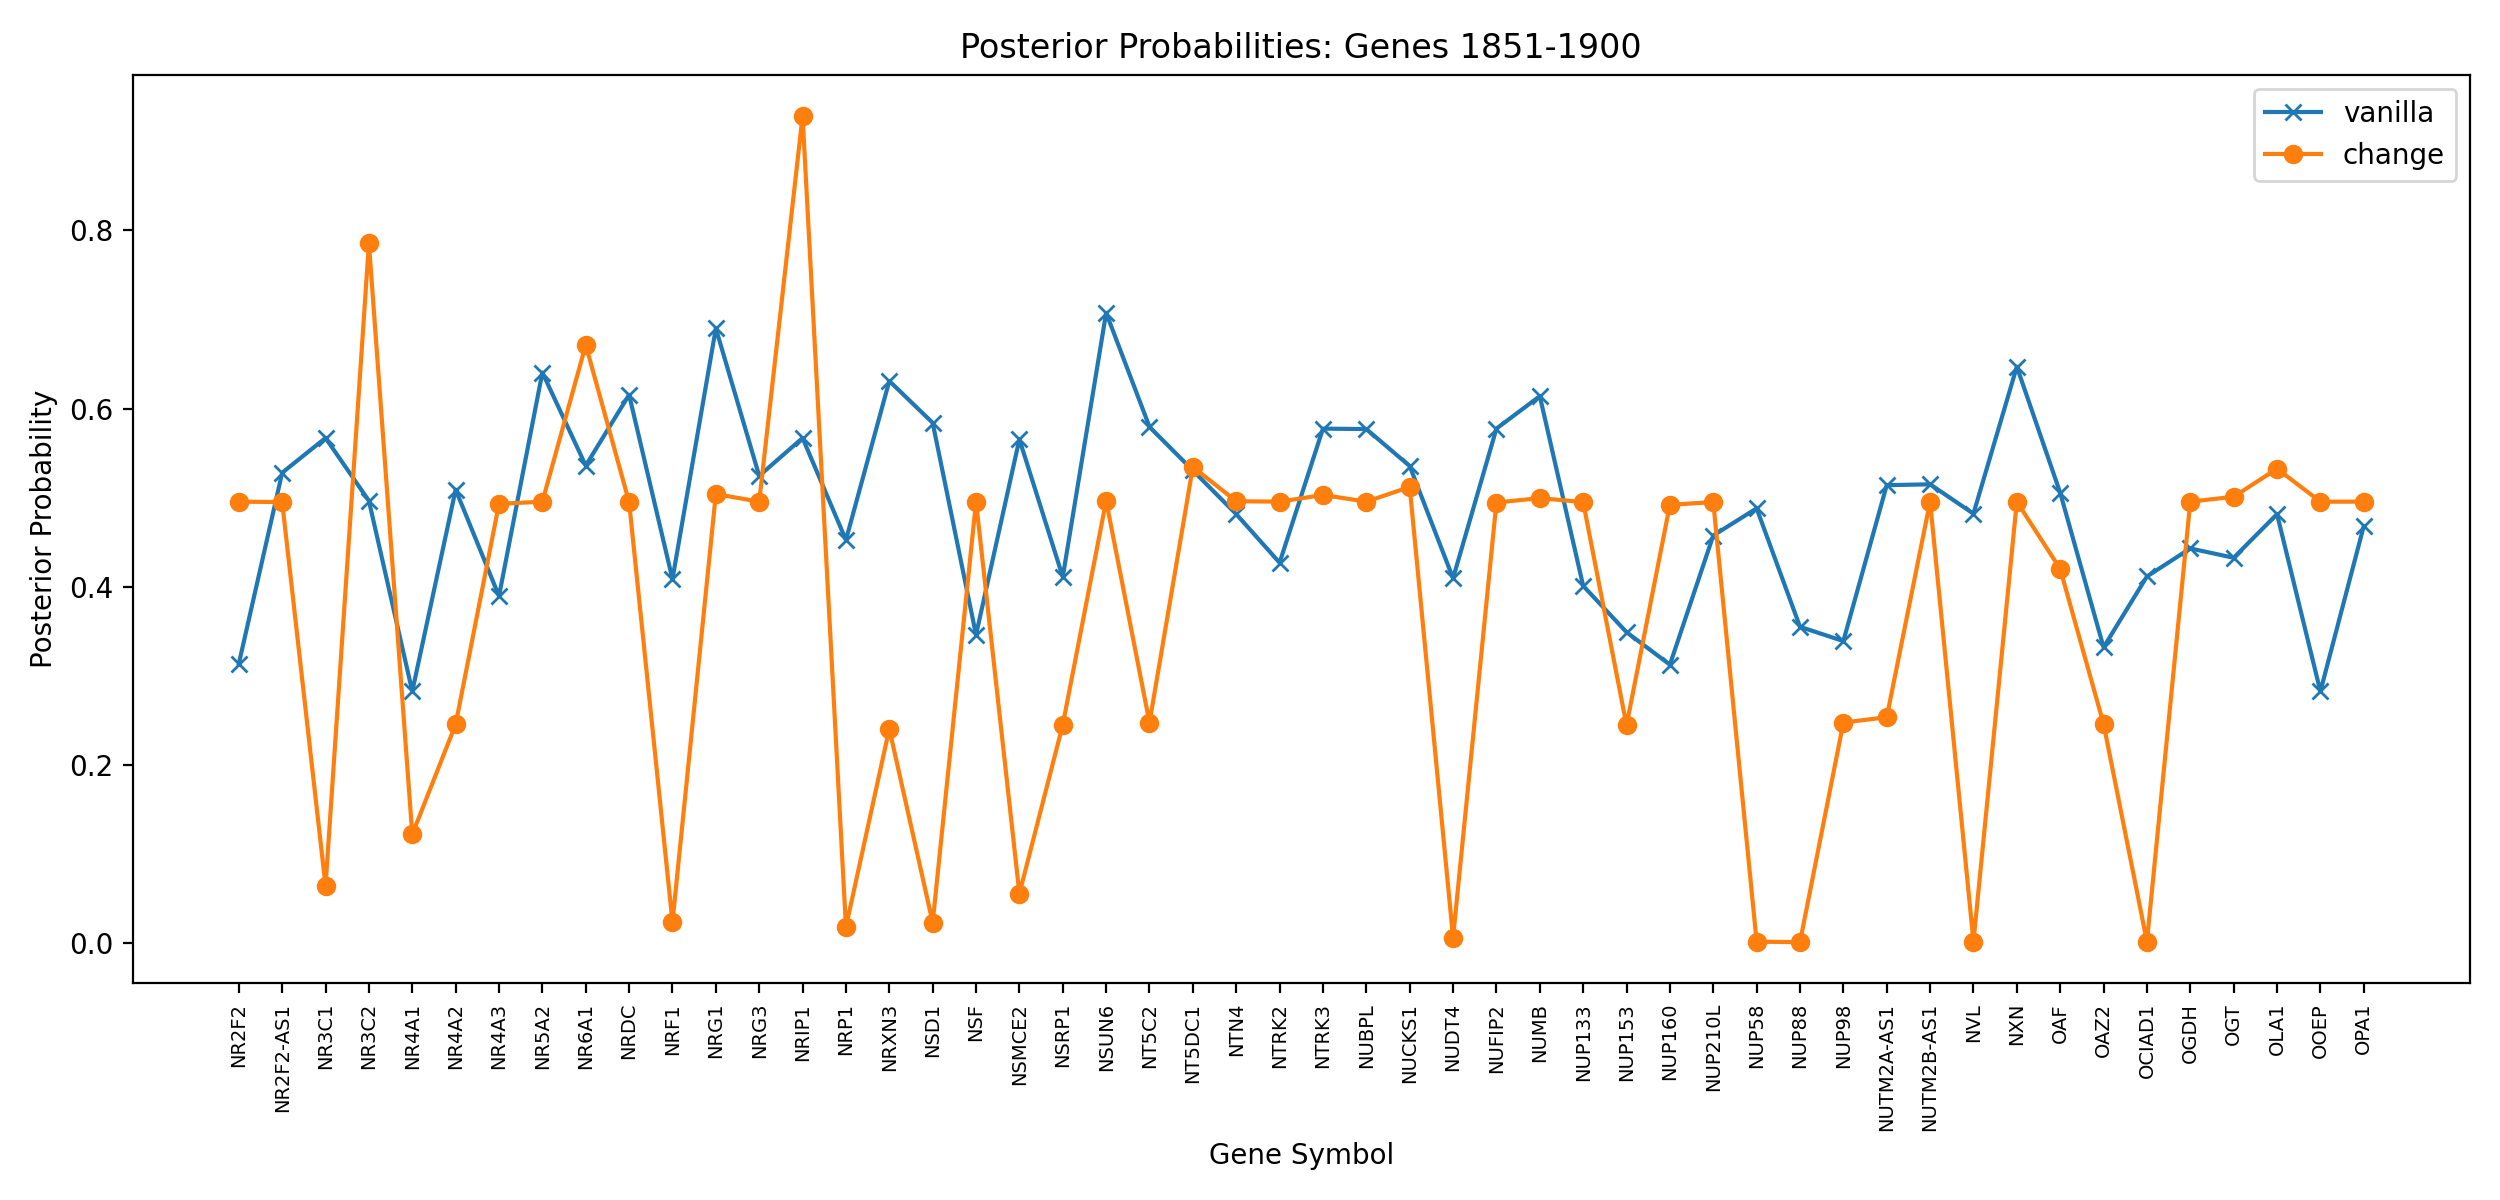 Posterior Probabilities: Genes 1851-1900
vanilla
change
Posterior Probability
0.8
0.6
0.4
0.2
0.0
NR2F2
NR2F2-AS1
NR3C1
NR3C2
NR4A1
NR4A2
NR4A3
NR5A2
NR6A1
NRDC
NRF1
NRG1
NRG3
NRIP1
NRP1
NRXN3
NSD1
NSF
NSMCE2
NSRP1
NSUN6
NT5C2
NT5DC1
NTN4
NTRK2
NTRK3
NUBPL
NUCKS1
NUDT4
NUFIP2
NUMB
NUP133
NUP153
NUP160
NUP210L
NUP58
NUP88
NUP98
NUTM2A-AS1
NUTM2B-AS1
NVL
NXN
OAF
OAZ2
OCIAD1
OGDH
OGT
OLA1
OOEP
OPA1
Gene Symbol